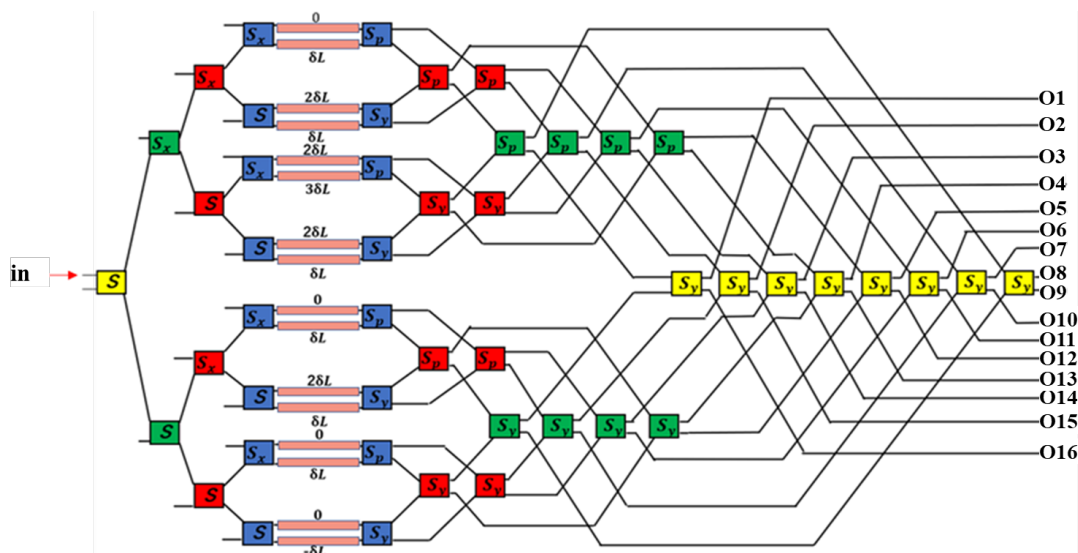 0
Sx Sp
δL
Sx Sp Sp
2δL
S Sy
δL
Sx Sp Sp Sp Sp
2δL
Sx Sp
3δL
S Sy Sy
2δL
S Sy
δL
in
S Sy Sy Sy Sy Sy Sy Sy Sy
0
Sx Sp
δL
Sx Sp Sp
2δL
S Sy
δL
S Sy Sy Sy Sy
0
Sx Sp
δL
S Sy Sy
0
S Sy
-δL
O1
O2
O3
O4
O5
O6
O7
O8
O9
O10
O11
O12
O13
O14
O15
O16